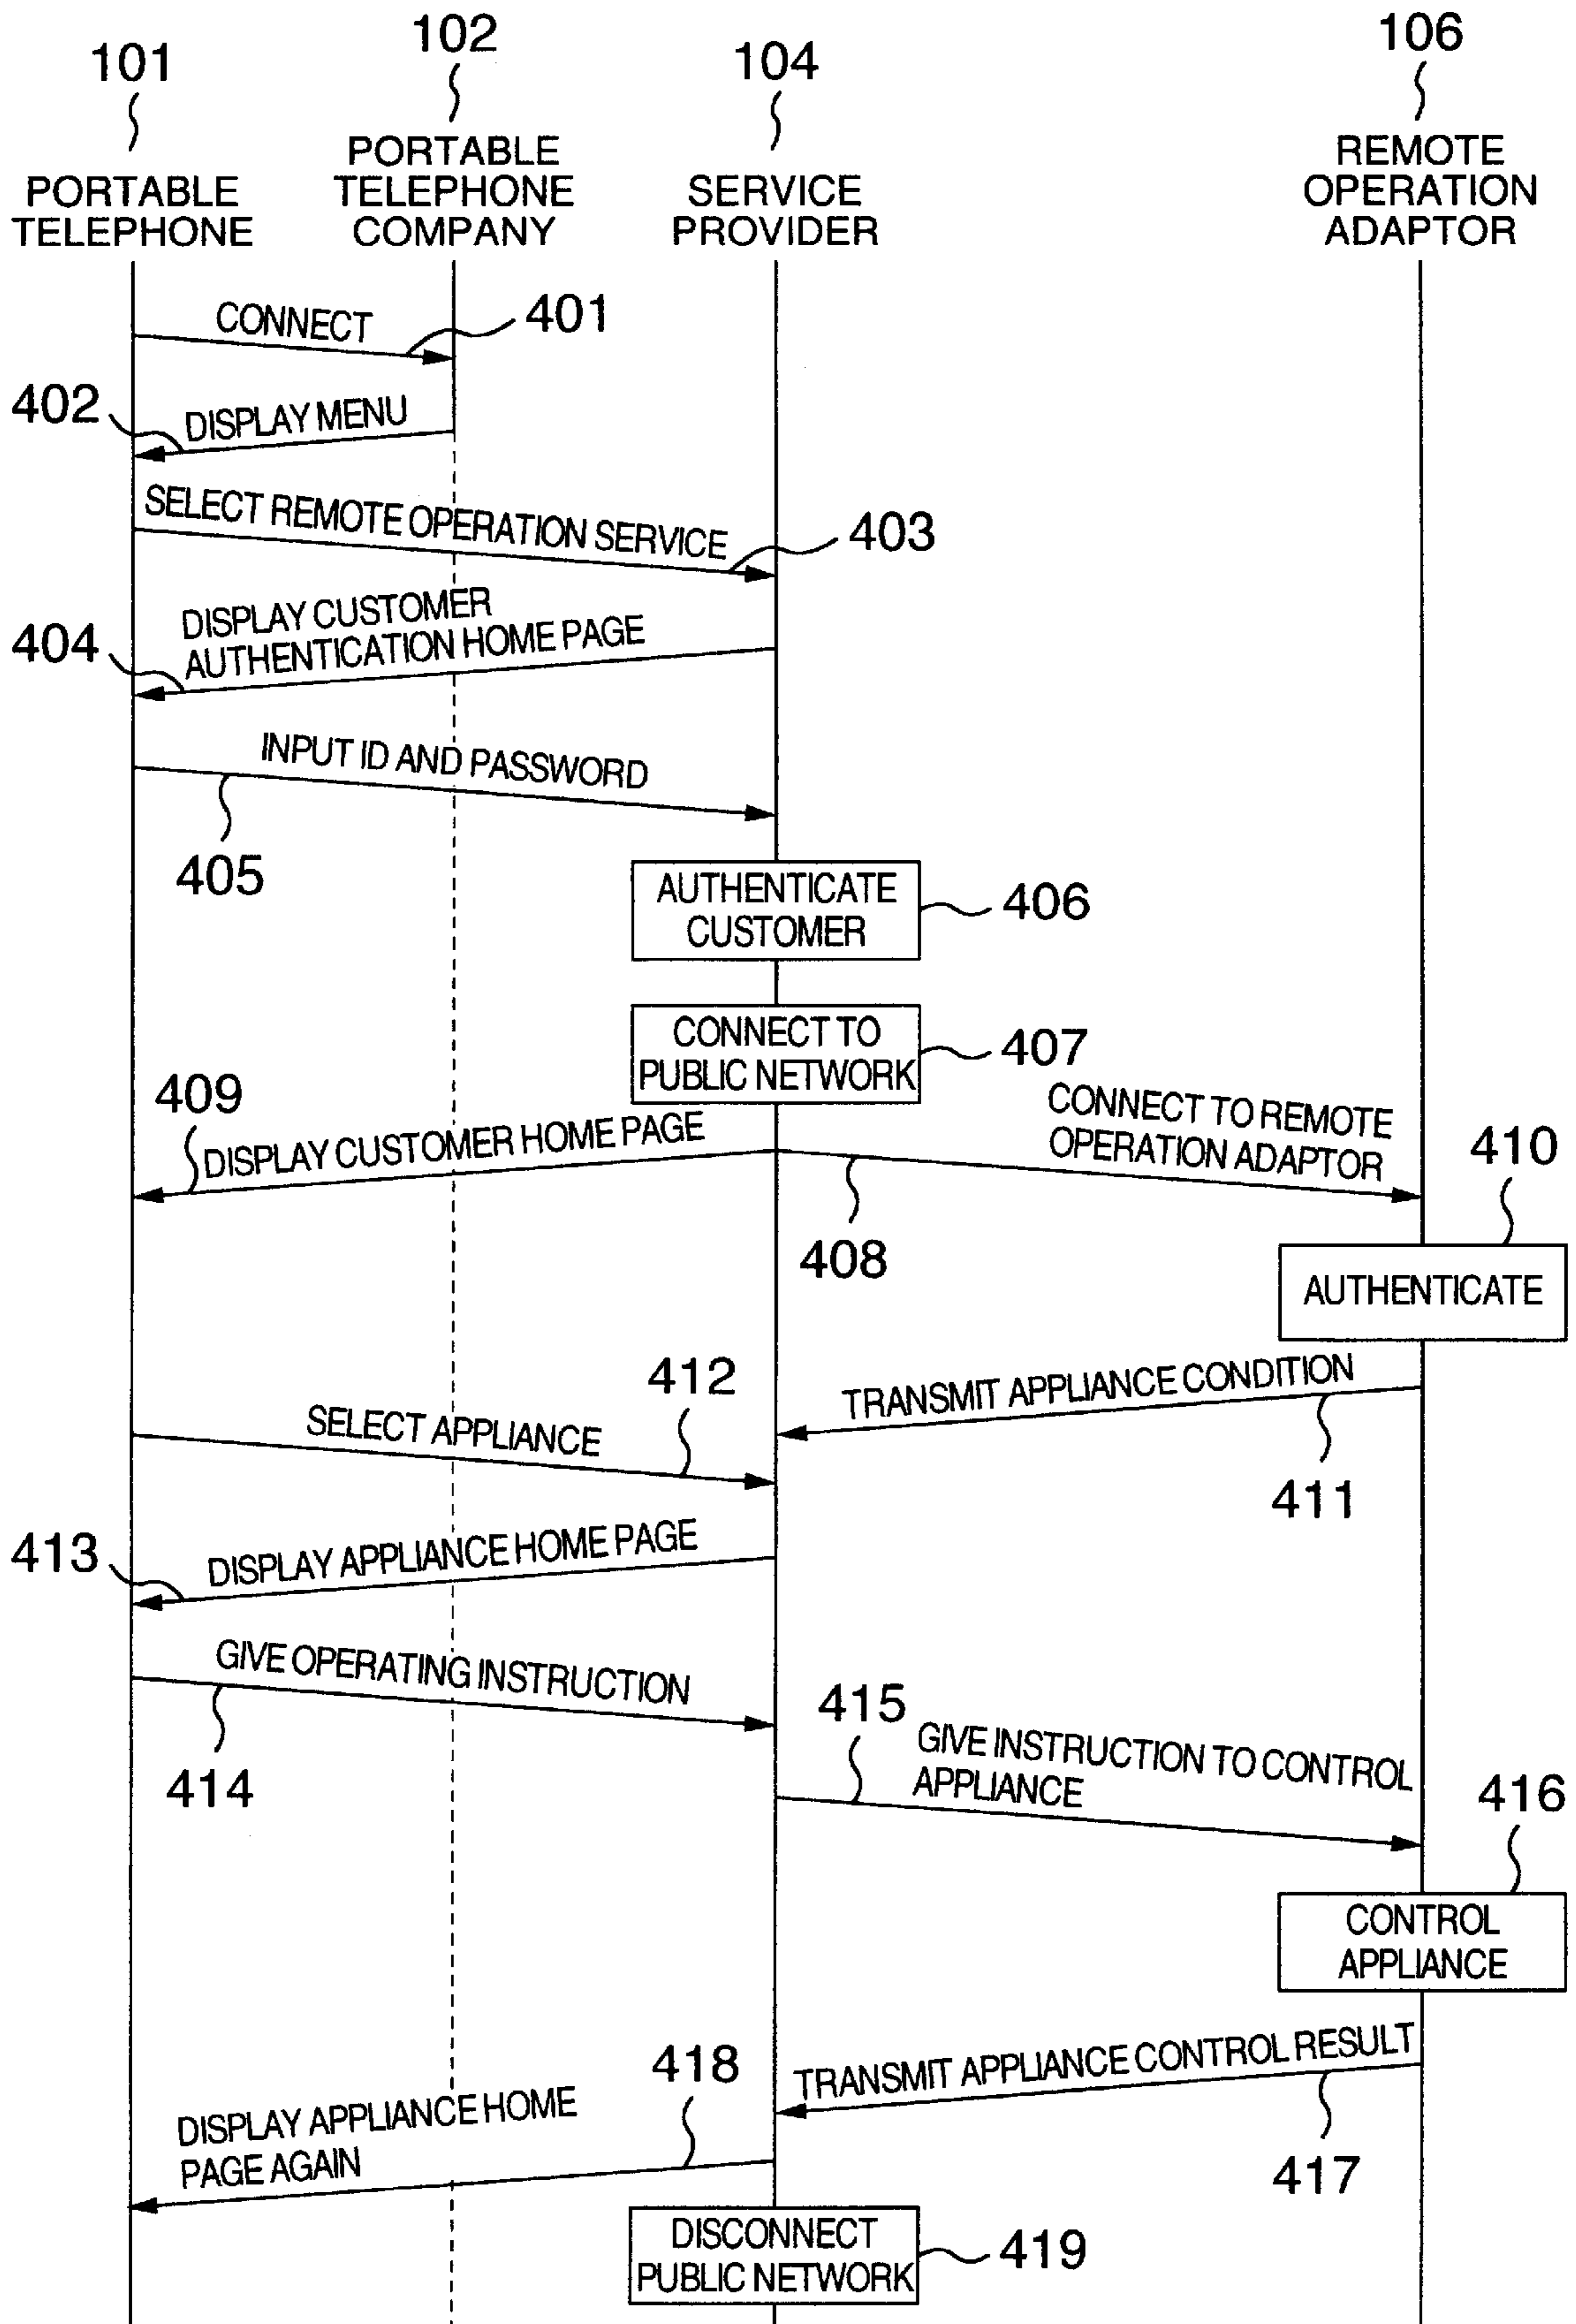 101
102
104
106
PORTABLE
TELEPHONE
PORTABLE
TELEPHONE
COMPANY
SERVICE
PROVIDER
REMOTE
OPERATION
ADAPTOR
CONNECT
401
402
DISPLAY MENU
SELECT REMOTE OPERATION SERVICE
403
DISPLAY CUSTOMER
AUTHENTICATION HOME PAGE
404
INPUT ID AND PASSWORD
405
AUTHENTICATE
CUSTOMER
406
CONNECT TO
PUBLIC NETWORK
407
409
DISPLAY CUSTOMER HOME PAGE
CONNECT TO REMOTE
OPERATION ADAPTOR
408
410
AUTHENTICATE
412
SELECT APPLIANCE
TRANSMIT APPLIANCE CONDITION
411
413
DISPLAY APPLIANCE HOME PAGE
GIVE OPERATING INSTRUCTION
414
415
GIVE INSTRUCTION TO CONTROL
APPLIANCE
416
CONTROL
APPLIANCE
TRANSMIT APPLIANCE CONTROL RESULT
417
418
DISPLAY APPLIANCE HOME
PAGE AGAIN
DISCONNECT
PUBLIC NETWORK
419